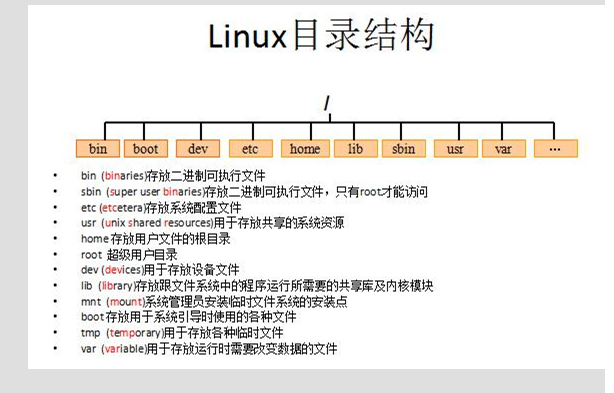 Linux目录结构
/
bin boot dev etc home lib sbin usr var ...
• bin (binaries)存放二进制可执行文件
• sbin (super user binaries)存放二进制可执行文件，只有root才能访问
• etc (etcetera)存放系统配置文件
• usr (unix shared resources)用于存放共享的系统资源
• home 存放用户文件的根目录
• root 超级用户目录
• dev (devices)用于存放设备文件
• lib (library)存放跟文件系统中的程序运行所需要的共享库及内核模块
• mnt (mount)系统管理员安装临时文件系统的安装点
• boot 存放用于系统引导时使用的各种文件
• tmp (temporary)用于存放各种临时文件
• var (variable)用于存放运行时需要改变数据的文件